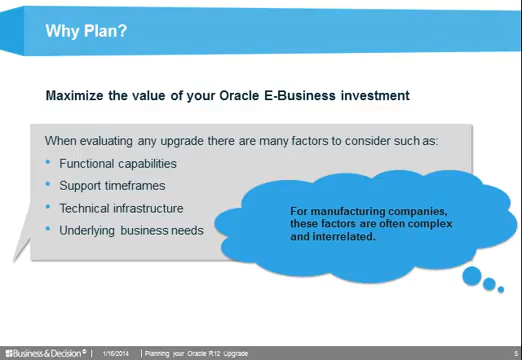 Why Plan?
Maximize the value of your Oracle E-Business investment
When evaluating any upgrade there are many factors to consider such as:
• Functional capabilities
• Support timeframes
• Technical infrastructure
• Underlying business needs
For manufacturing companies,
these factors are often complex
and interrelated.
Business & Decision © | 1/16/2014 | Planning your Oracle R12 Upgrade 5